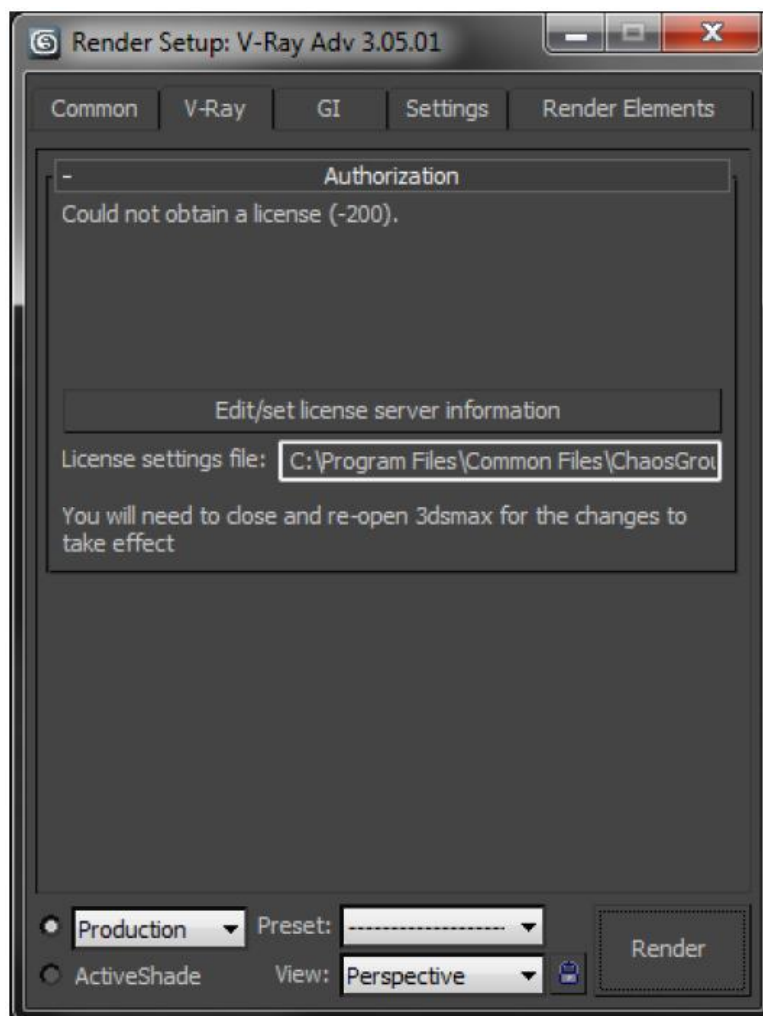 Render Setup: V-Ray Adv 3.05.01
Common V-Ray GI Settings Render Elements
- Authorization
Could not obtain a license (-200).
Edit/set license server information
License settings file: C:\Program Files\Common Files\ChaosGrou
You will need to close and re-open 3dsmax for the changes to
take effect
Production Preset: --------------------
ActiveShade View: Perspective
Render